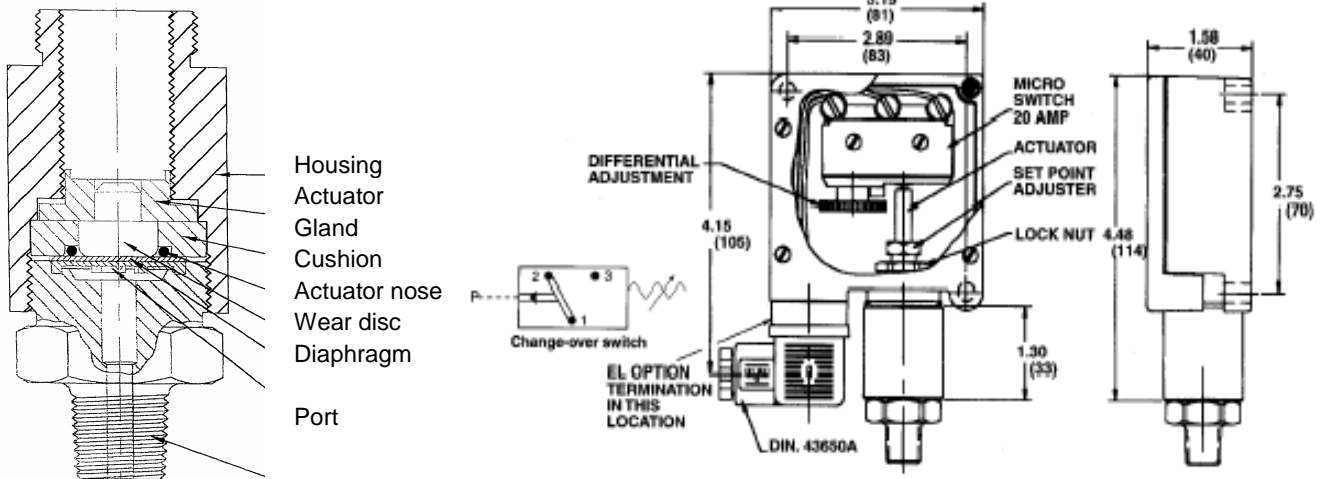 Housing
Actuator
Gland
Cushion
Actuator nose
Wear disc
Diaphragm
Port
P
2
3
1
Change-over switch
(81)
2.89
(83)
MICRO
SWITCH
20 AMP
ACTUATOR
SET POINT
ADJUSTER
LOCK NUT
DIFFERENTIAL
ADJUSTMENT
4.15
(105)
EL OPTION
TERMINATION
IN THIS
LOCATION
DIN. 43650A
1.30
(33)
1.58
(40)
4.48
(114)
2.75
(70)